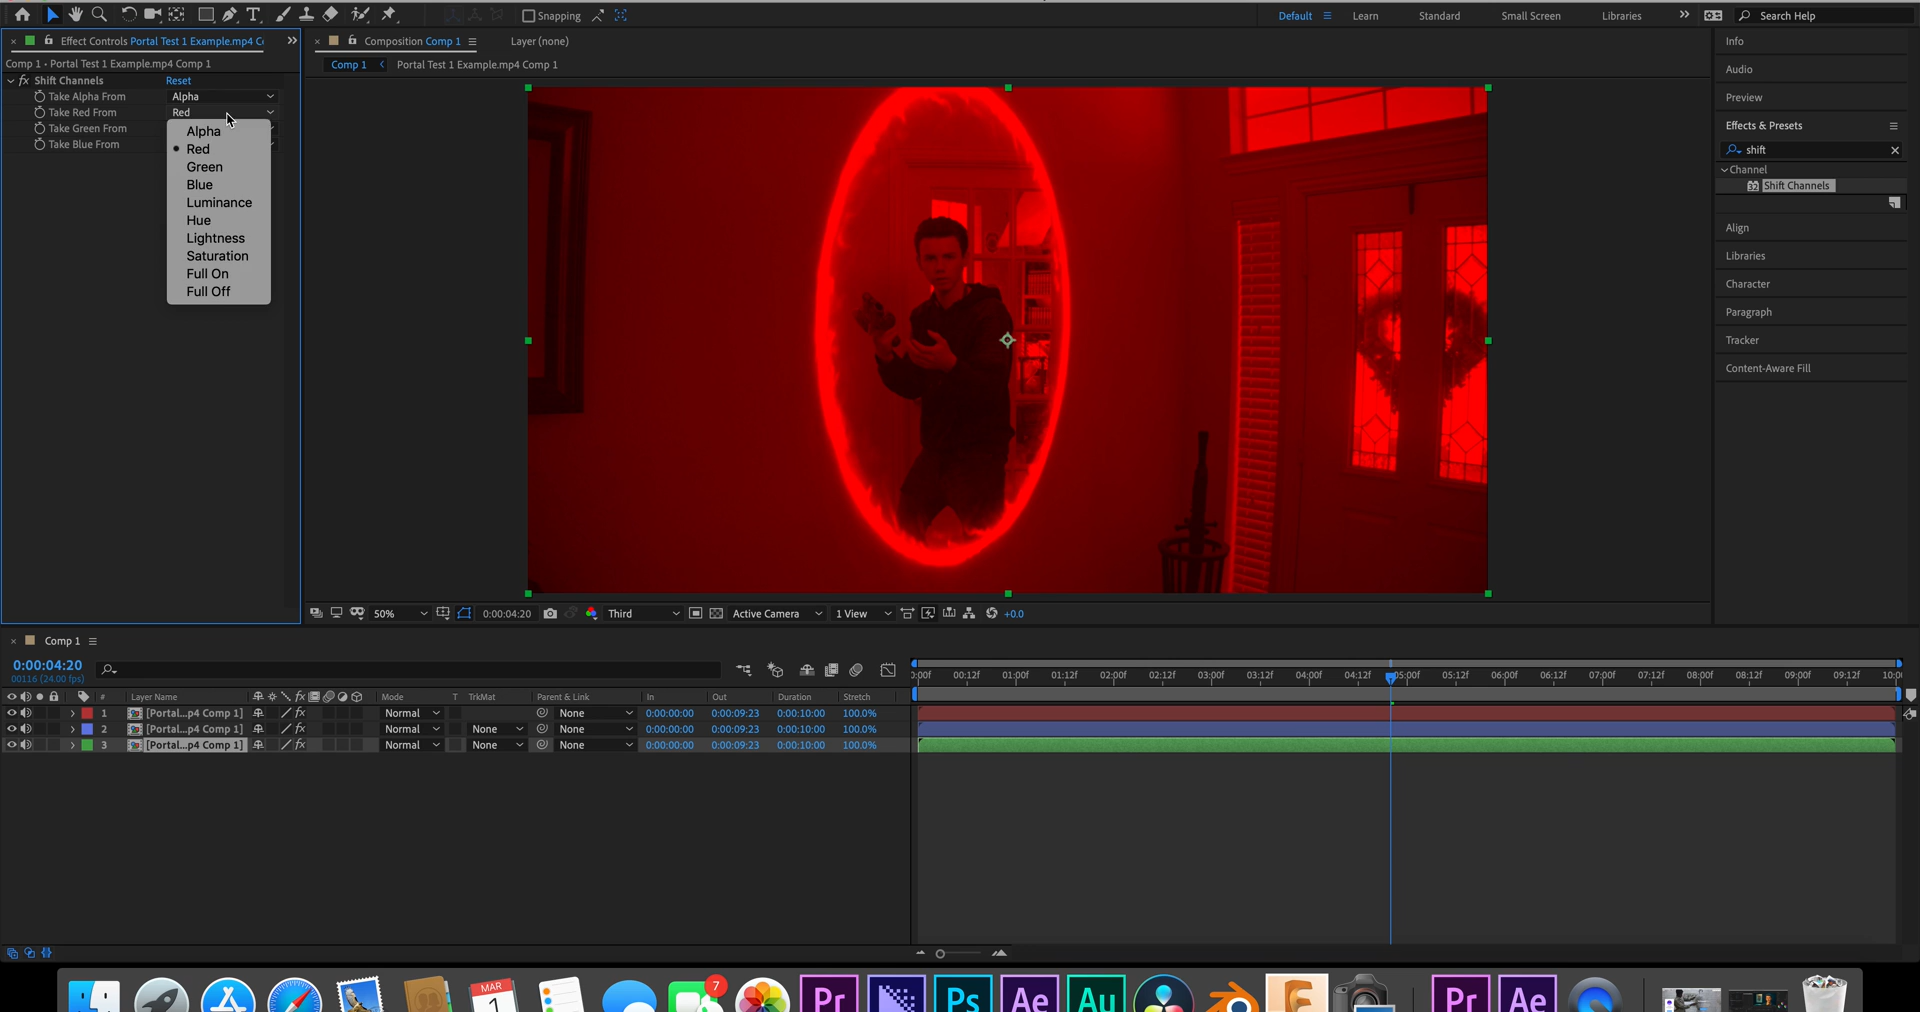 Snapping
Default
Learn
Standard
Small Screen
Libraries
Search Help
Effect Controls Portal Test 1 Example.mp4 C
Composition Comp 1
Layer (none)
Comp 1 • Portal Test 1 Example.mp4 Comp 1
Comp 1
Portal Test 1 Example.mp4 Comp 1
fx Shift Channels
Reset
Take Alpha From
Alpha
Take Red From
Red
Take Green From
Take Blue From
Alpha
Red
Green
Blue
Luminance
Hue
Lightness
Saturation
Full On
Full Off
Info
Audio
Preview
Effects & Presets
shift
Channel
32 Shift Channels
Align
Libraries
Character
Paragraph
Tracker
Content-Aware Fill
50%
0:00:04:20
Third
Active Camera
1 View
+0.0
Comp 1
0:00:04:20
00116 (24.00 fps)
:00f 00:12f 01:00f 01:12f 02:00f 02:12f 03:00f 03:12f 04:00f 04:12f 05:00f 05:12f 06:00f 06:12f 07:00f 07:12f 08:00f 08:12f 09:00f 09:12f 10:0
# Layer Name fx Mode T TrkMat Parent & Link In Out Duration Stretch
1 [Portal...p4 Comp 1] fx Normal None 0:00:00:00 0:00:09:23 0:00:10:00 100.0%
2 [Portal...p4 Comp 1] fx Normal None None 0:00:00:00 0:00:09:23 0:00:10:00 100.0%
3 [Portal...p4 Comp 1] fx Normal None None 0:00:00:00 0:00:09:23 0:00:10:00 100.0%
MAR
1
7
Pr
Ps
Ae
Au
Pr
Ae